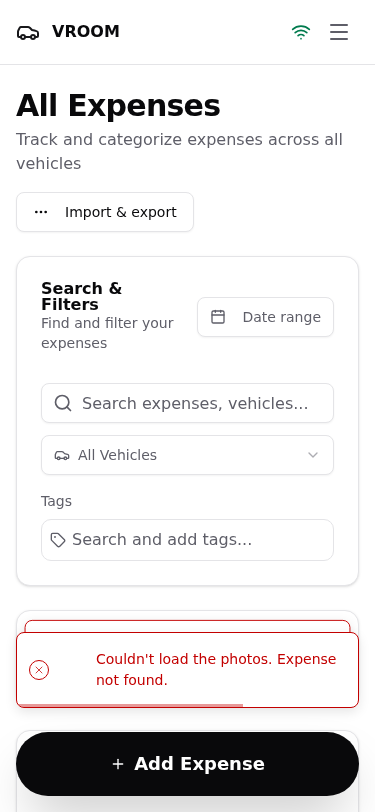 VROOM
All Expenses
Track and categorize expenses across all
vehicles
Import & export
Search &
Filters
Find and filter your
expenses
Date range
Search expenses, vehicles...
All Vehicles
Tags
Search and add tags...
Couldn't load the photos. Expense
not found.
Add Expense